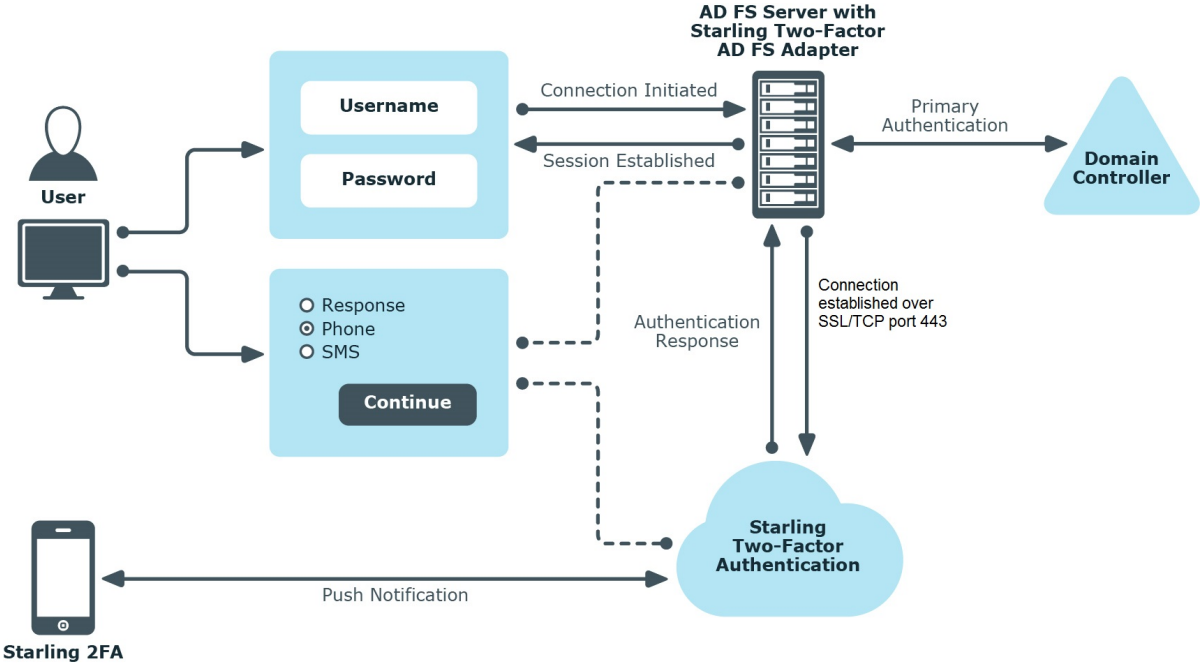 AD FS Server with
Starling Two-Factor
AD FS Adapter
User
Username
Password
Connection Initiated
Session Established
Primary
Authentication
Domain
Controller
Response
Phone
SMS
Continue
Authentication
Response
Connection
established over
SSL/TCP port 443
Starling
Two-Factor
Authentication
Push Notification
Starling 2FA